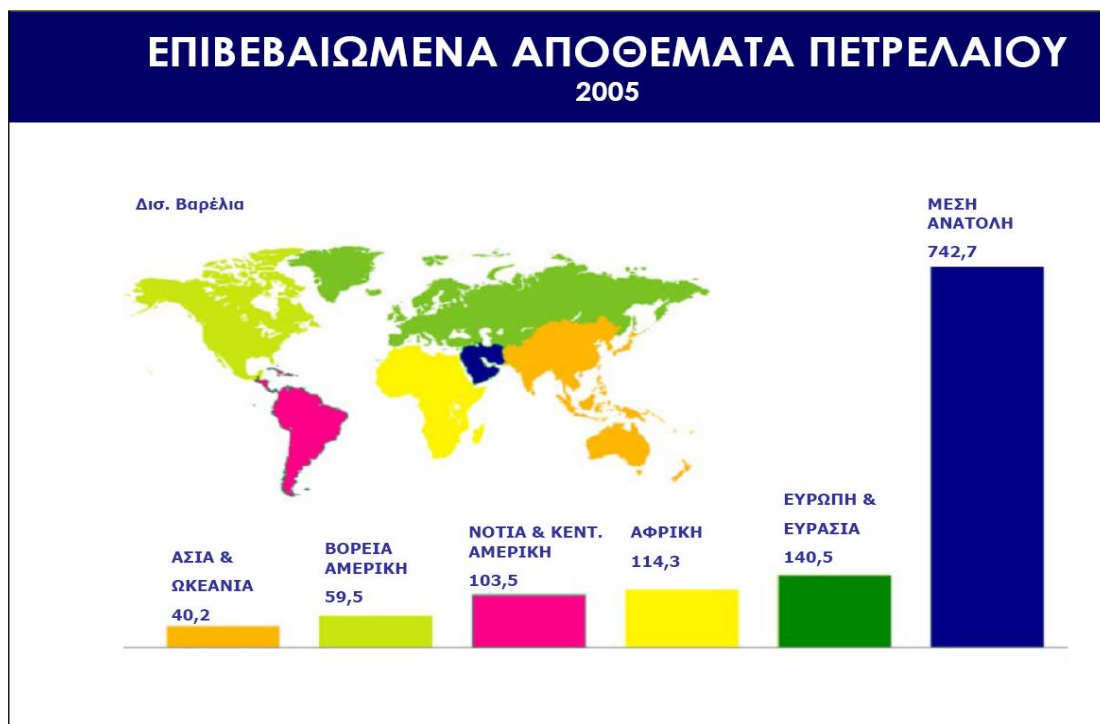 ΕΠΙΒΕΒΑΙΩΜΕΝΑ ΑΠΟΘΕΜΑΤΑ ΠΕΤΡΕΛΑΙΟΥ
2005
Δισ. Βαρέλια
ΜΕΣΗ
ΑΝΑΤΟΛΗ
742,7
ΑΣΙΑ &
ΩΚΕΑΝΙΑ
40,2
ΒΟΡΕΙΑ
ΑΜΕΡΙΚΗ
59,5
ΝΟΤΙΑ & ΚΕΝΤ.
ΑΜΕΡΙΚΗ
103,5
ΑΦΡΙΚΗ
114,3
ΕΥΡΩΠΗ &
ΕΥΡΑΣΙΑ
140,5